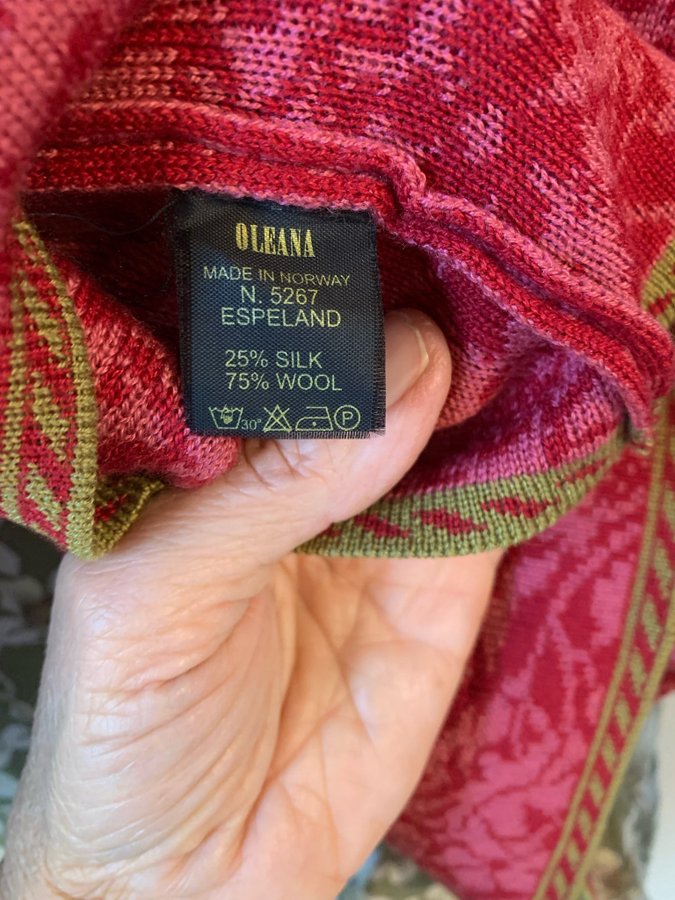 OLEANA
MADE IN NORWAY
N. 5267
ESPELAND
25% SILK
75% WOOL
30° P